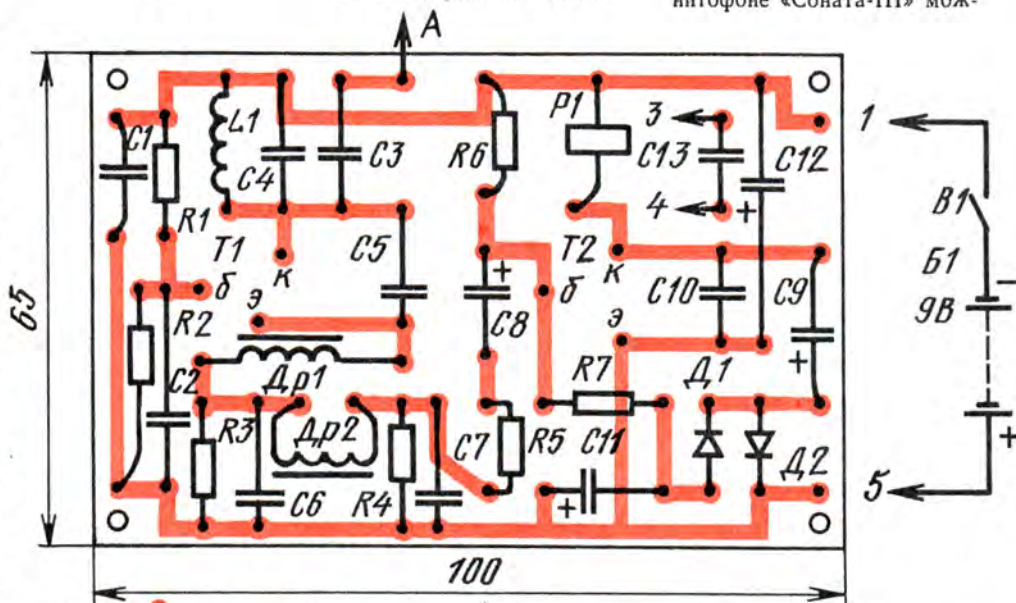 нитофоне «Соната-III» мож-
A
65
C1
R1
L1
C4
C3
R6
P1
3
C13
4
+
C12
1
В1
Б1
9В
–
+
5
T1
к
б
э
C5
+
C8
T2
к
б
э
C10
C9
+
R2
C2
Др1
Др2
R3
C6
R4
C7
R5
R7
C11
+
Д1
Д2
100